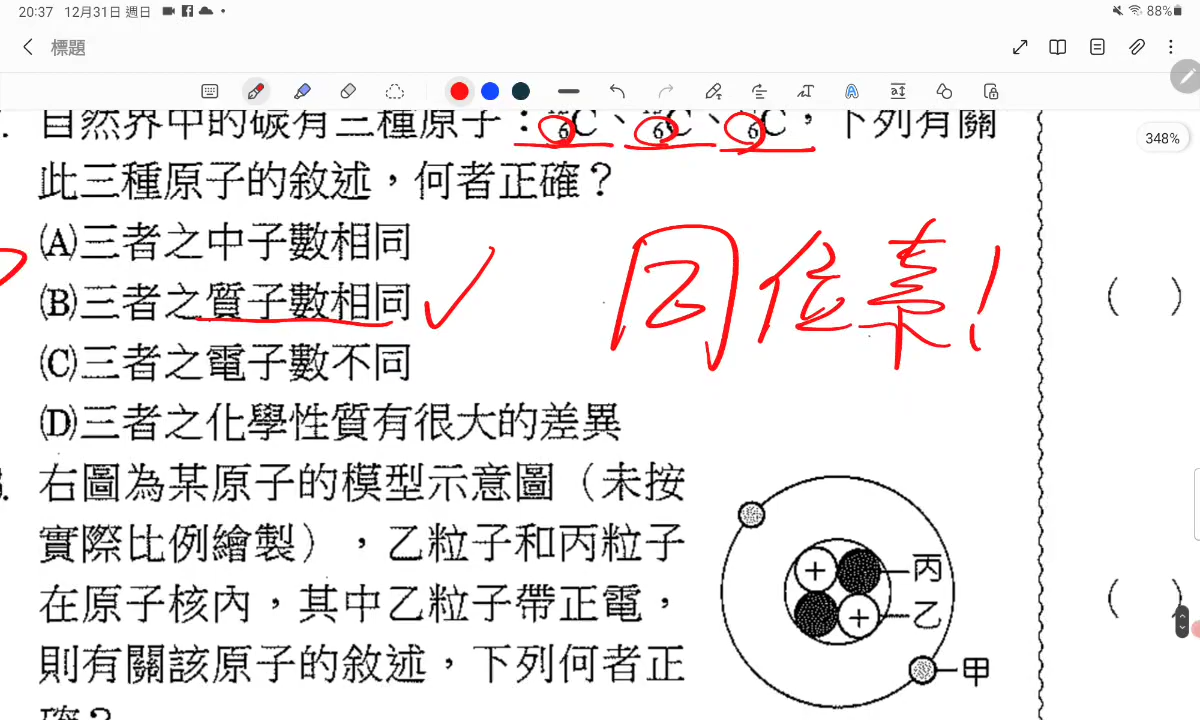 20:37 12月31日 週日
88%
標題
348%
自然界中的碳有三種原子：₆C、₆C、₆C，下列有關
此三種原子的敘述，何者正確？
(A)三者之中子數相同
(B)三者之質子數相同 ✓
同位素！
(C)三者之電子數不同
(D)三者之化學性質有很大的差異
( )
右圖為某原子的模型示意圖（未按
實際比例繪製），乙粒子和丙粒子
在原子核內，其中乙粒子帶正電，
則有關該原子的敘述，下列何者正
確？
+
丙
+
乙
甲
( )